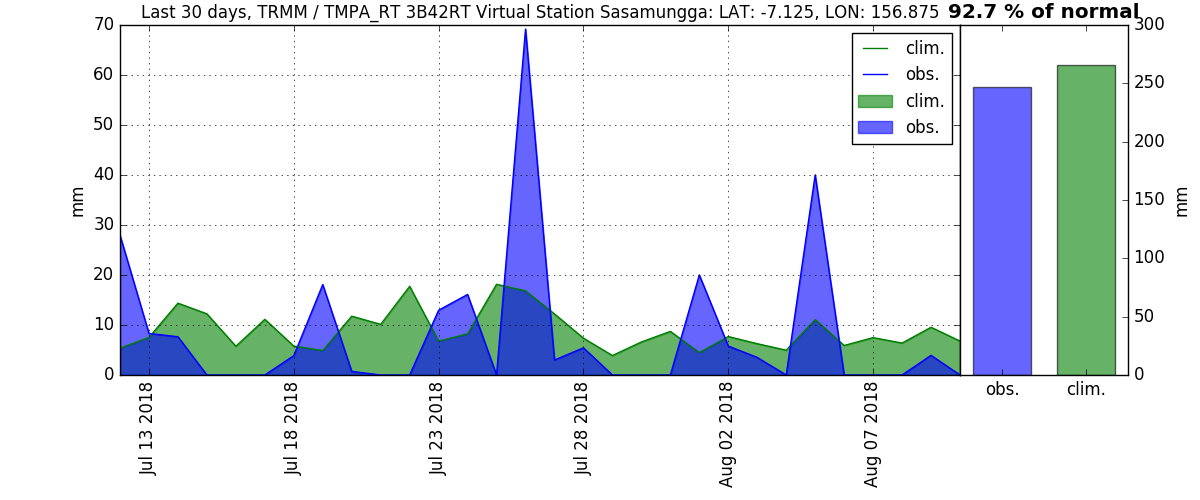 Last 30 days, TRMM / TMPA_RT 3B42RT Virtual Station Sasamungga: LAT: -7.125, LON: 156.875 92.7 % of normal
70
60
50
40
30
20
10
0
mm
clim.
obs.
clim.
obs.
Jul 13 2018
Jul 18 2018
Jul 23 2018
Jul 28 2018
Aug 02 2018
Aug 07 2018
300
250
200
150
100
50
0
mm
obs.
clim.